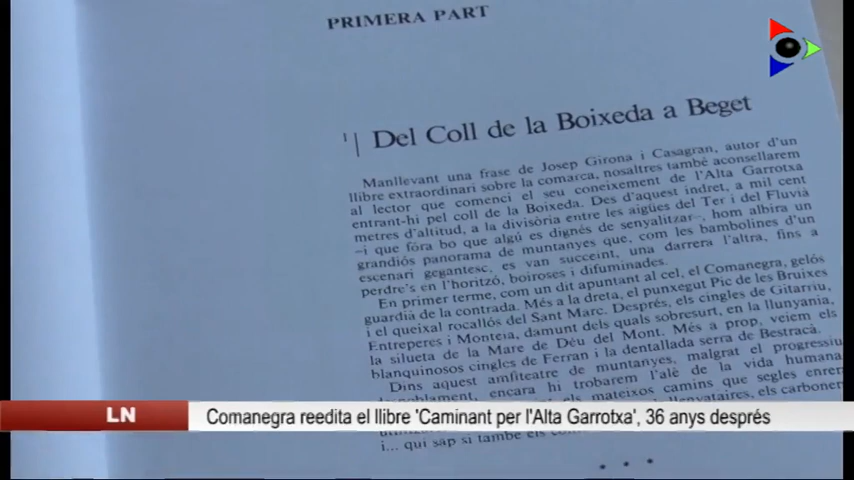 PRIMERA PART
1| Del Coll de la Boixeda a Beget
Manllevant una frase de Josep Girona i Casagran, autor d'un
llibre extraordinari sobre la comarca, nosaltres també aconsellarem
al lector que comenci el seu coneixement de l'Alta Garrotxa
entrant-hi pel coll de la Boixeda. Des d'aquest indret, a mil cent
metres d'altitud, a la divisòria entre les aigües del Ter i del Fluvià
—i que fóra bo que algú es dignés de senyalitzar—, hom albira un
grandiós panorama de muntanyes que, com les bambolines d'un
escenari gegantesc, es van succeint, una darrera l'altra, fins a
perdre's en l'horitzó, boiroses i difuminades.
En primer terme, com un dit apuntant al cel, el Comanegra, gelós
guardià de la contrada. Més a la dreta, el punxegut Pic de les Bruixes
i el queixal rocallós del Sant Marc. Després, els cingles de Gitarriu,
Entreperes i Monteia, damunt dels quals sobresurt, en la llunyania,
la silueta de la Mare de Déu del Mont. Més a prop, veiem els
blanquinosos cingles de Ferran i la dentallada serra de Bestracà.
Dins aquest amfiteatre de muntanyes, malgrat el progressiu
encara hi trobarem l'alè de la vida humana,
els mateixos camins que segles enrere
els carboners
LN
Comanegra reedita el llibre 'Caminant per l'Alta Garrotxa', 36 anys després
i... qui sap si també els
• • •